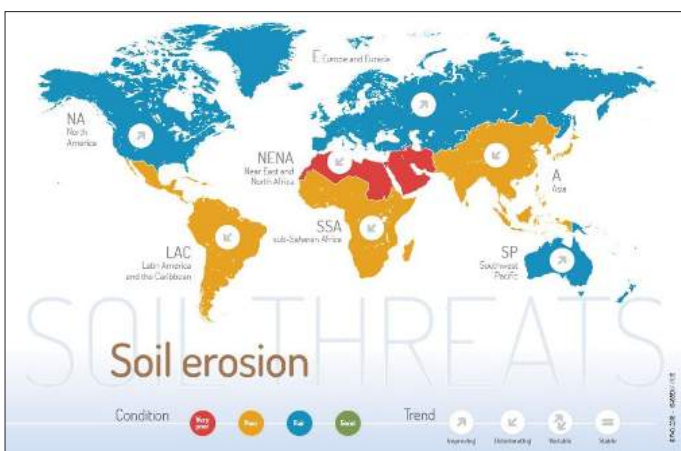 E Europe and Eurasia
NA
North
America
NENA
Near East and
North Africa
A
Asia
SSA
sub-Saharan Africa
LAC
Latin America
and the Caribbean
SP
Southwest
Pacific
SOIL THREATS
Soil erosion
Condition
Very
poor
Poor
Fair
Good
Trend
Improving
Deteriorating
Variable
Stable